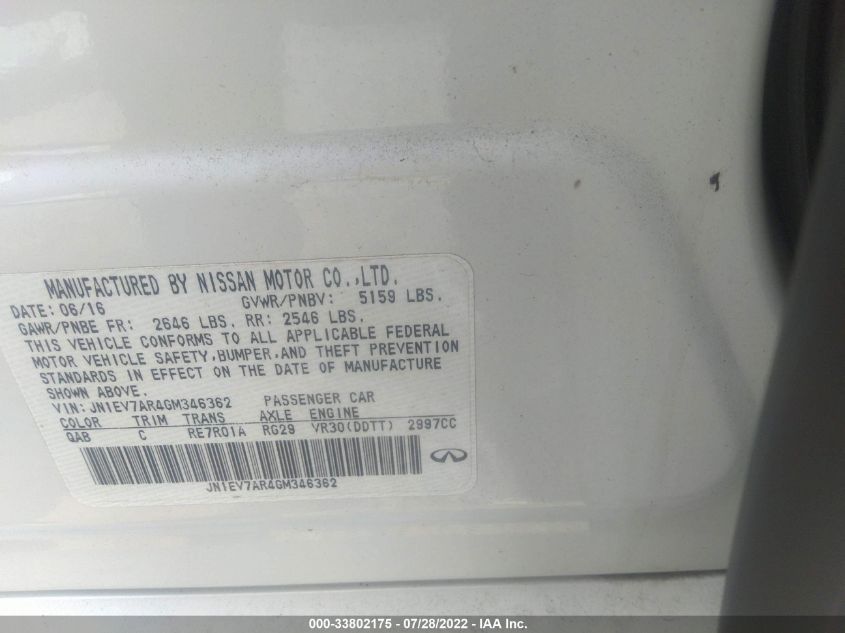 MANUFACTURED BY NISSAN MOTOR CO.,LTD.
DATE: 06/16 GVWR/PNBV: 5159 LBS.
GAWR/PNBE FR: 2646 LBS. RR: 2546 LBS.
THIS VEHICLE CONFORMS TO ALL APPLICABLE FEDERAL
MOTOR VEHICLE SAFETY,BUMPER,AND THEFT PREVENTION
STANDARDS IN EFFECT ON THE DATE OF MANUFACTURE
SHOWN ABOVE.
VIN: JN1EV7AR4GM346362 PASSENGER CAR
COLOR TRIM TRANS AXLE ENGINE
QAB C RE7R01A RG29 VR30(DDTT) 2997CC
JN1EV7AR4GM346362
000-33802175 - 07/28/2022 - IAA Inc.